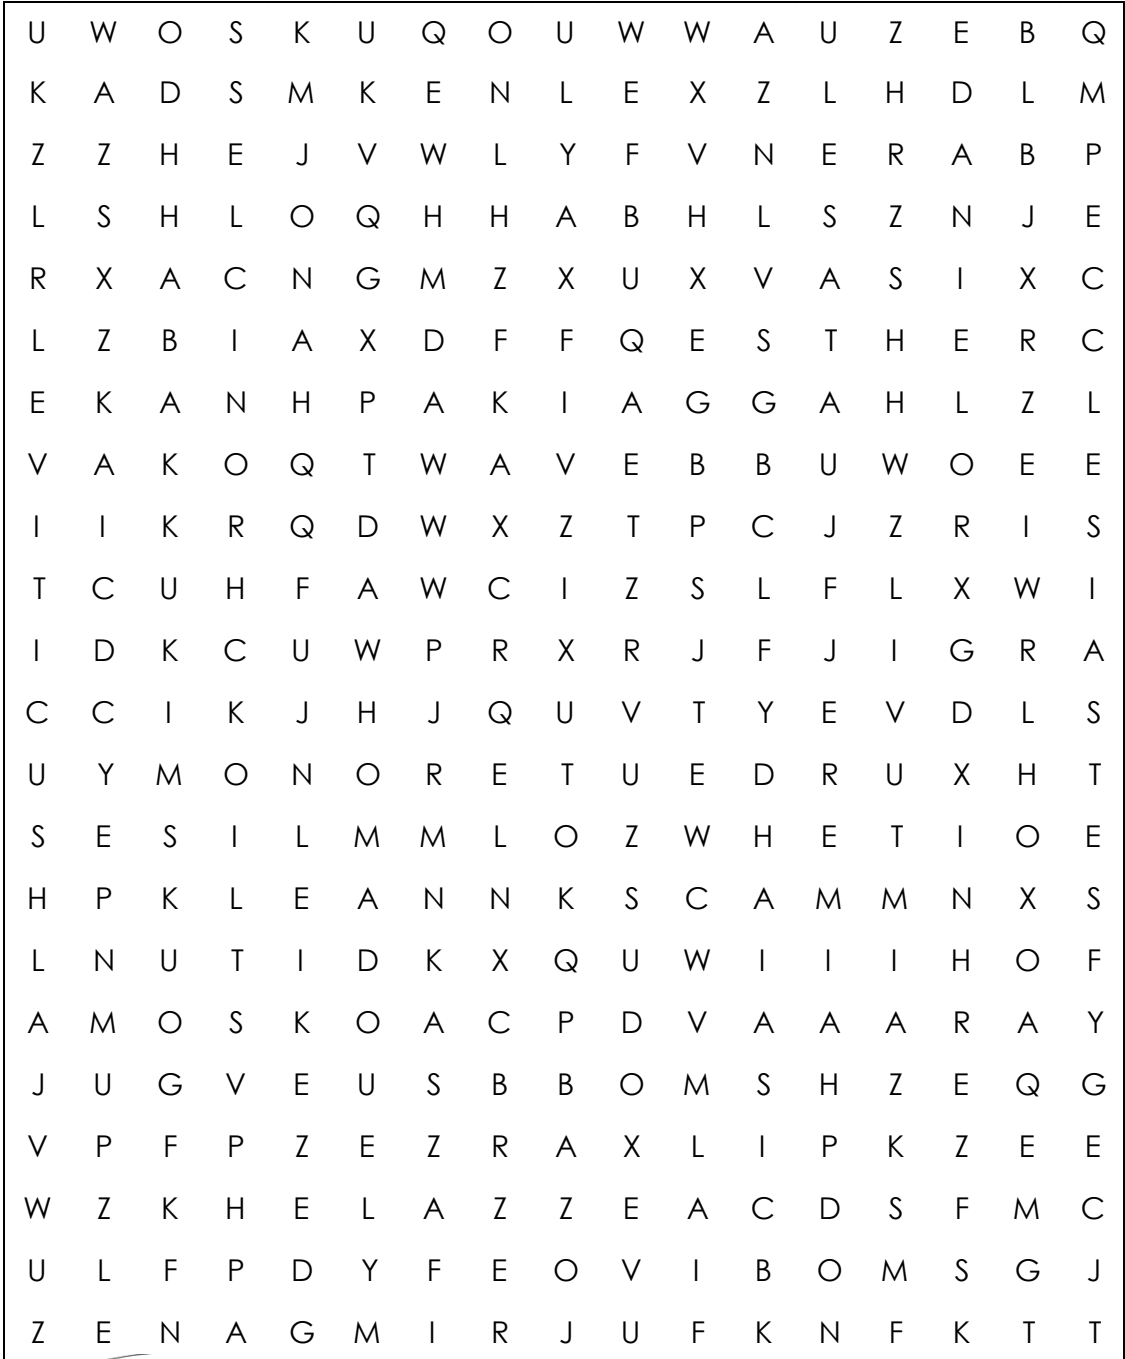 U W O S K U Q O U W W A U Z E B Q
K A D S M K E N L E X Z L H D L M
Z Z H E J V W L Y F V N E R A B P
L S H L O Q H H A B H L S Z N J E
R X A C N G M Z X U X V A S I X C
L Z B I A X D F F Q E S T H E R C
E K A N H P A K I A G G A H L Z L
V A K O Q T W A V E B B U W O E E
I I K R Q D W X Z T P C J Z R I S
T C U H F A W C I Z S L F L X W I
I D K C U W P R X R J F J I G R A
C C I K J H J Q U V T Y E V D L S
U Y M O N O R E T U E D R U X H T
S E S I L M M L O Z W H E T I O E
H P K L E A N N K S C A M M N X S
L N U T I D K X Q U W I I I H O F
A M O S K O A C P D V A A A R A Y
J U G V E U S B B O M S H Z E Q G
V P F P Z E Z R A X L I P K Z E E
W Z K H E L A Z Z E A C D S F M C
U L F P D Y F E O V I B O M S G J
Z E N A G M I R J U F K N F K T T